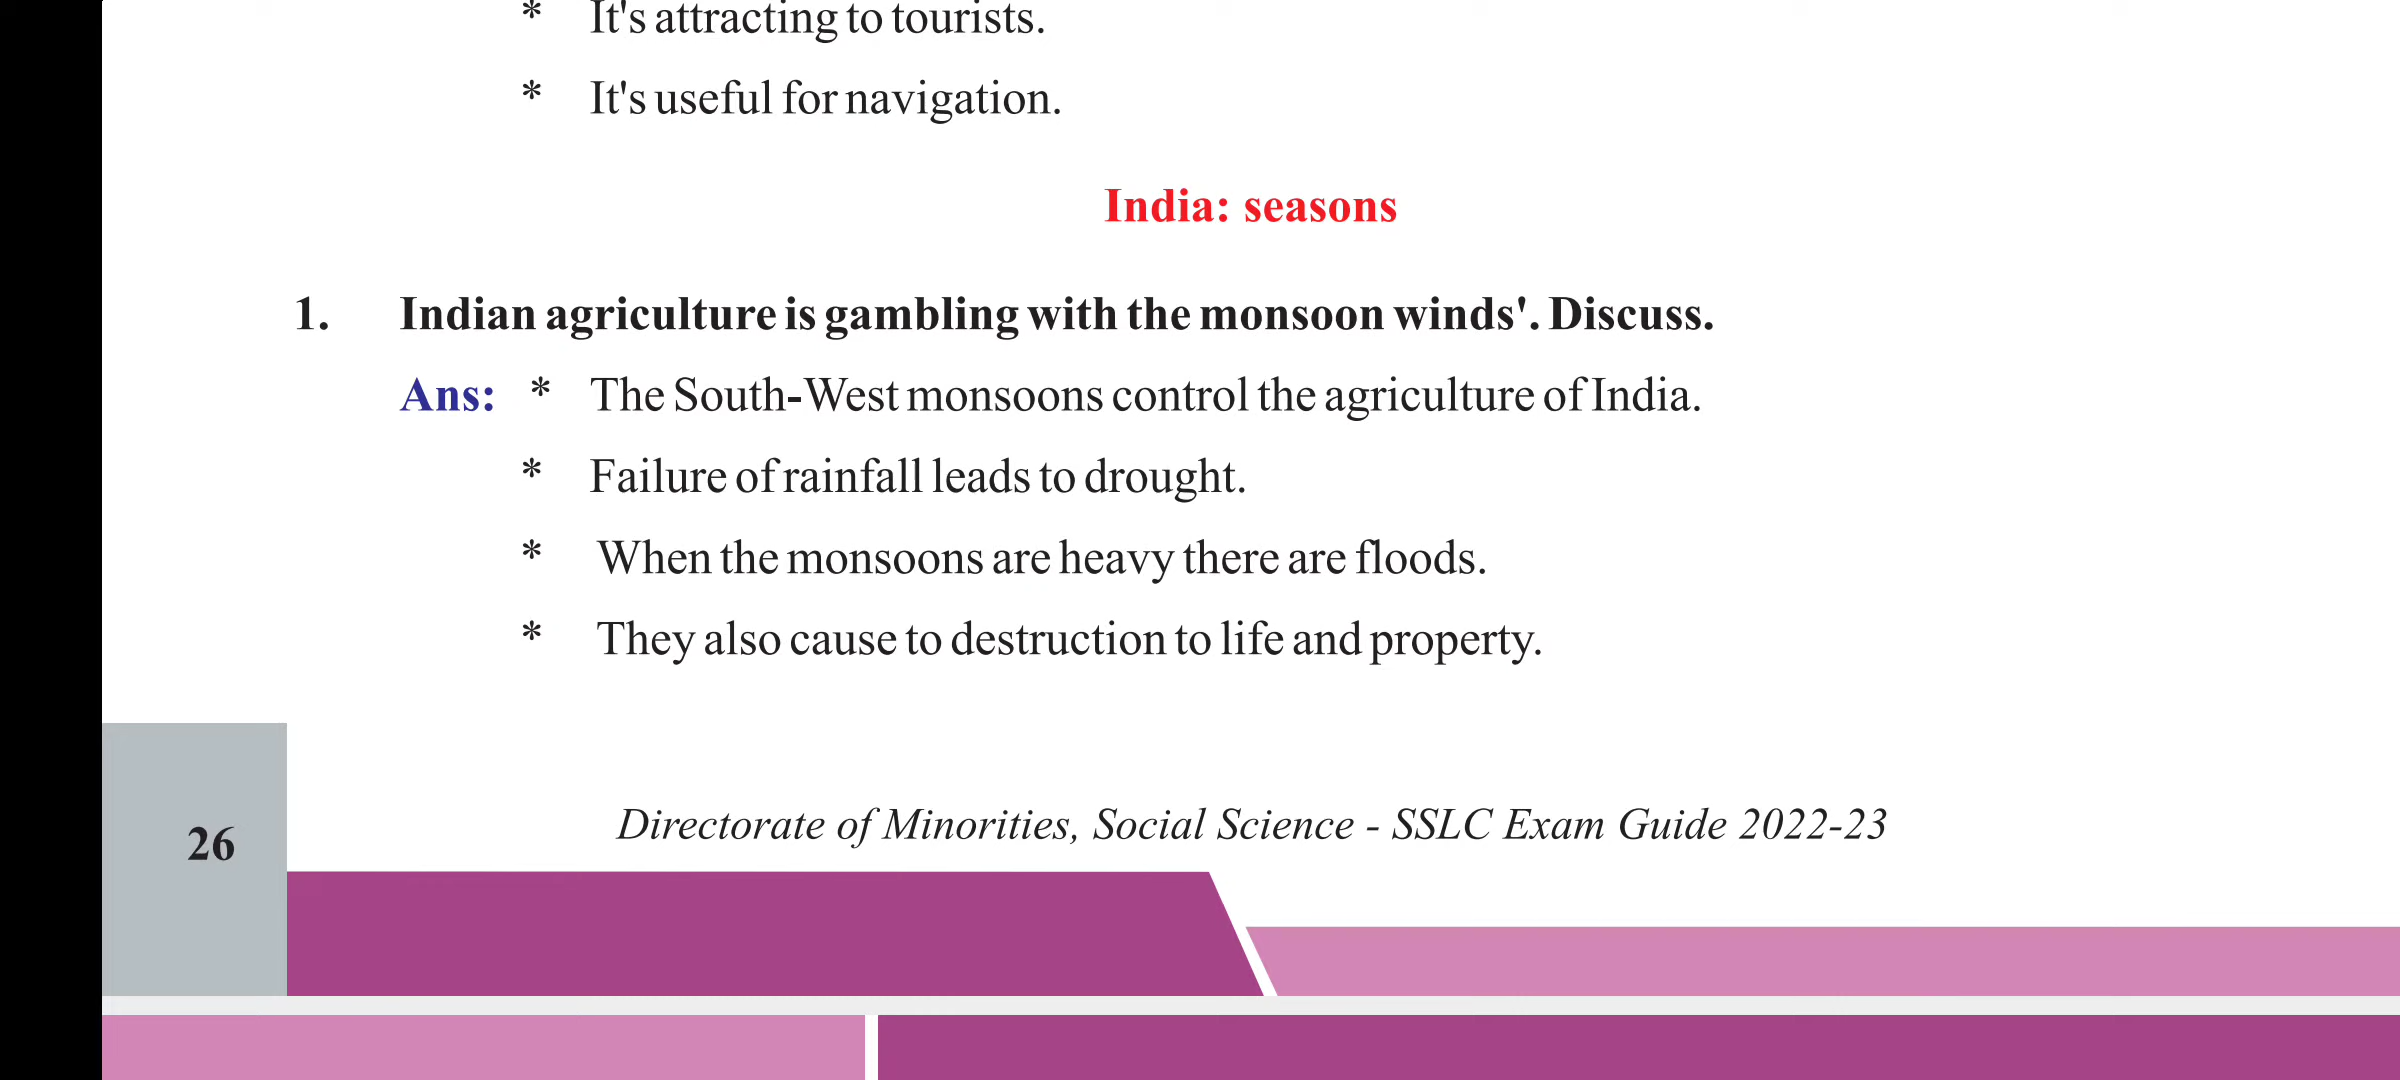 * It's attracting to tourists.
* It's useful for navigation.
India: seasons
1. Indian agriculture is gambling with the monsoon winds'. Discuss.
Ans: * The South-West monsoons control the agriculture of India.
* Failure of rainfall leads to drought.
* When the monsoons are heavy there are floods.
* They also cause to destruction to life and property.
26
Directorate of Minorities, Social Science - SSLC Exam Guide 2022-23